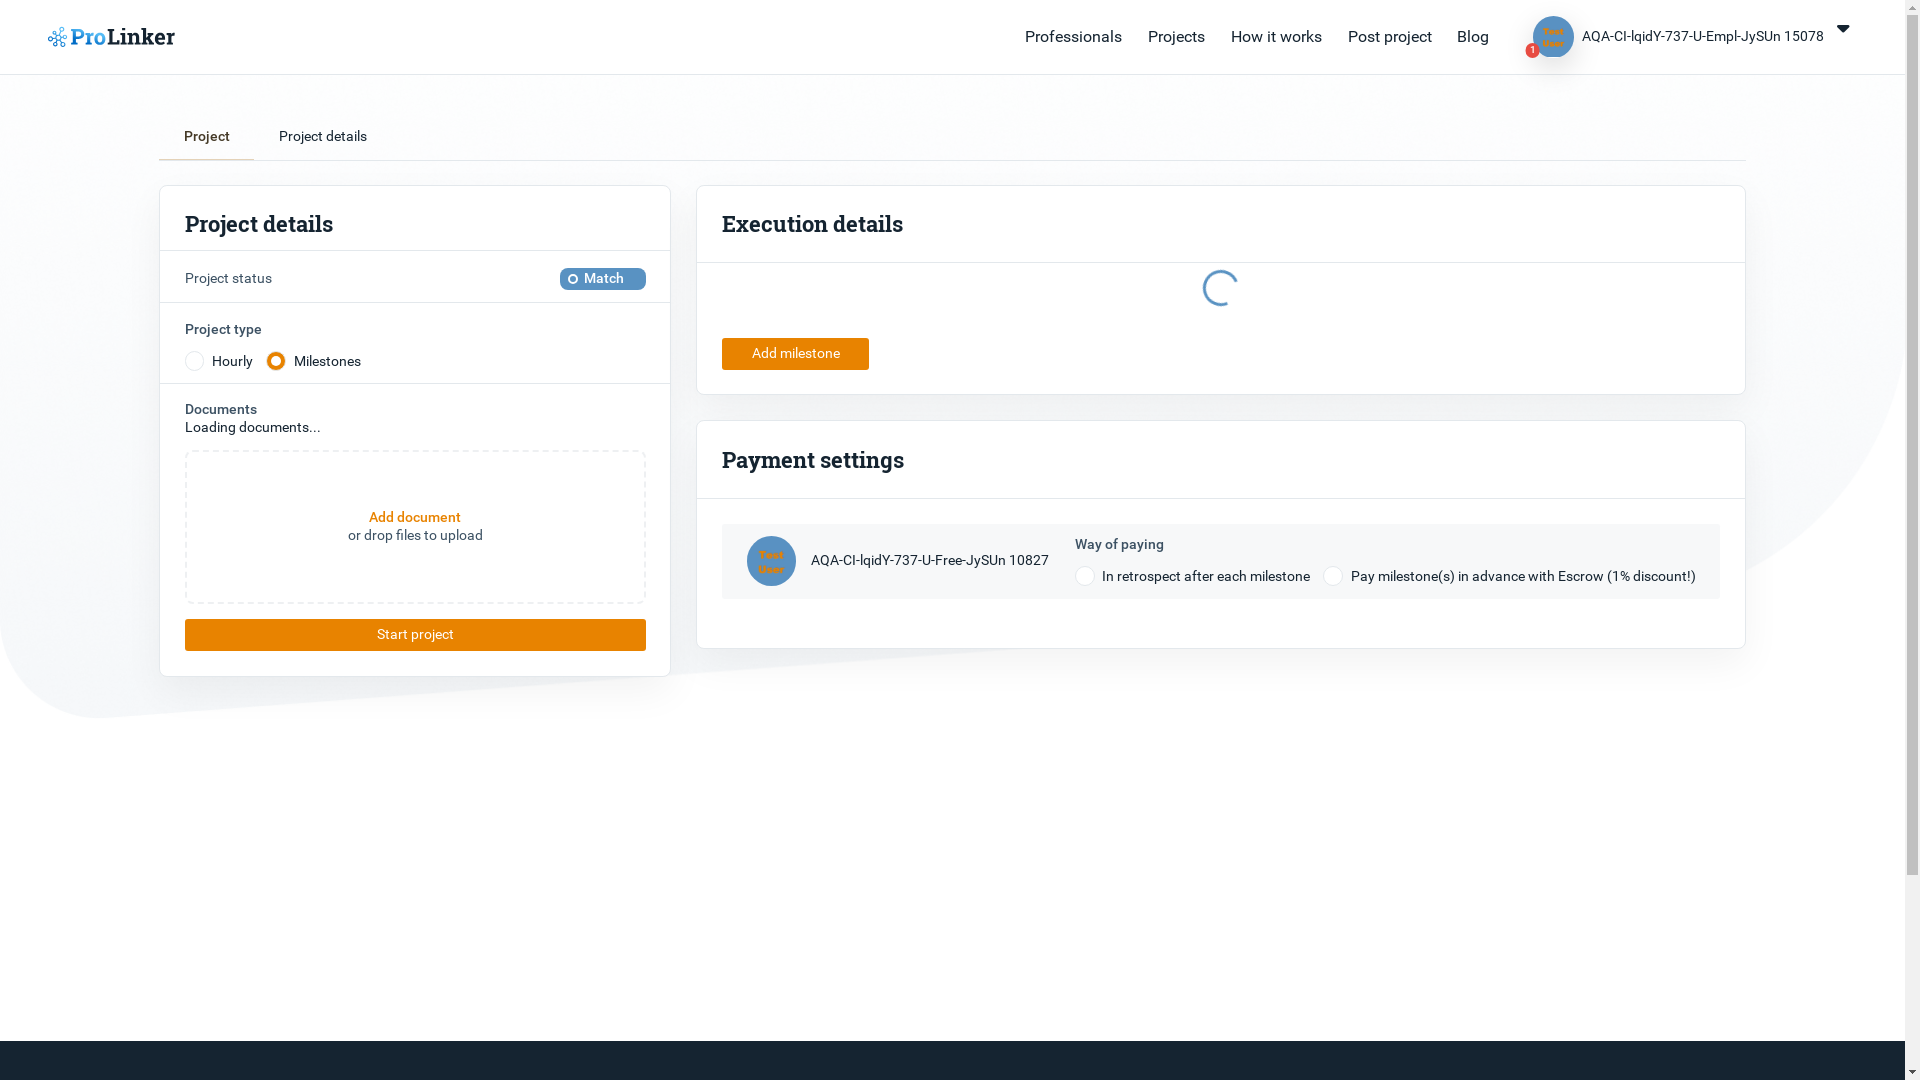 ProLinker
Professionals
Projects
How it works
Post project
Blog
Test
User
1
AQA-CI-lqidY-737-U-Empl-JySUn 15078
Project
Project details
Project details
Project status
Match
Project type
Hourly
Milestones
Documents
Loading documents...
Add document
or drop files to upload
Start project
Execution details
Add milestone
Payment settings
Test
User
AQA-CI-lqidY-737-U-Free-JySUn 10827
Way of paying
In retrospect after each milestone
Pay milestone(s) in advance with Escrow (1% discount!)